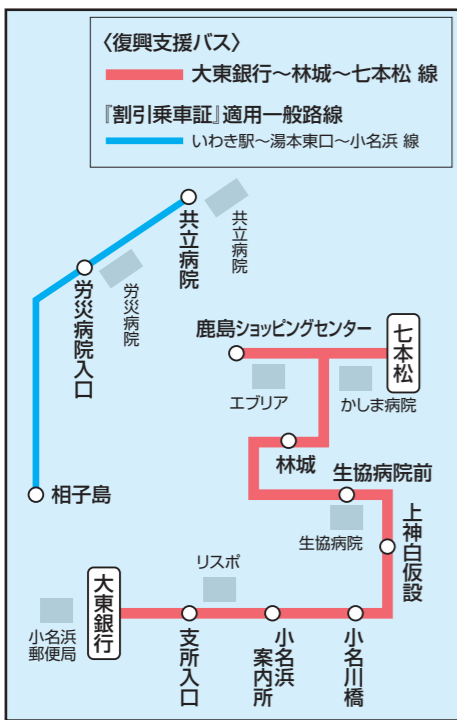 〈復興支援バス〉
大東銀行～林城～七本松 線
『割引乗車証』適用一般路線
いわき駅～湯本東口～小名浜 線
共立病院
共立病院
労災病院入口
労災病院
相子島
鹿島ショッピングセンター
七本松
エブリア
かしま病院
林城
生協病院前
生協病院
上神白仮設
リスポ
大東銀行
小名浜
郵便局
支所入口
小名浜
案内所
小名川橋